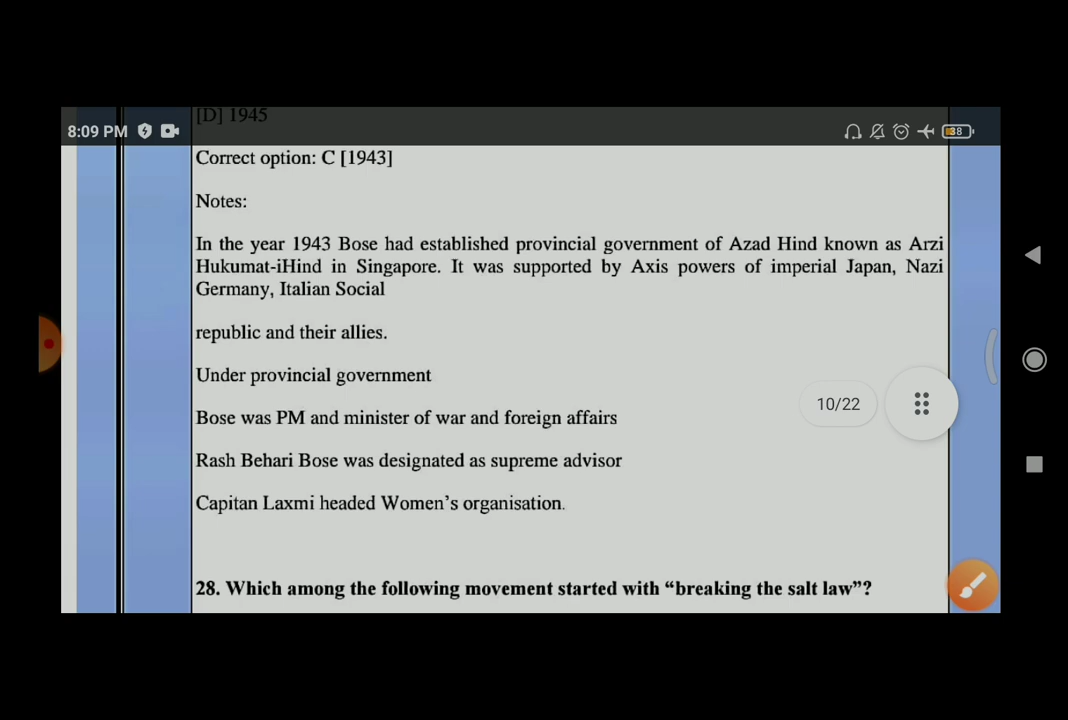 [D] 1945
8:09 PM
38
Correct option: C [1943]
Notes:
In the year 1943 Bose had established provincial government of Azad Hind known as Arzi
Hukumat-iHind in Singapore. It was supported by Axis powers of imperial Japan, Nazi
Germany, Italian Social
republic and their allies.
Under provincial government
Bose was PM and minister of war and foreign affairs
10/22
Rash Behari Bose was designated as supreme advisor
Capitan Laxmi headed Women’s organisation.
28. Which among the following movement started with “breaking the salt law”?